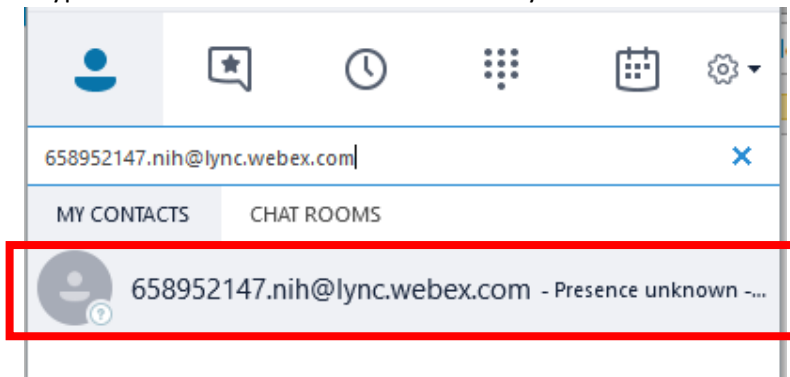 658952147.nih@lync.webex.com
MY CONTACTS CHAT ROOMS
658952147.nih@lync.webex.com - Presence unknown -...